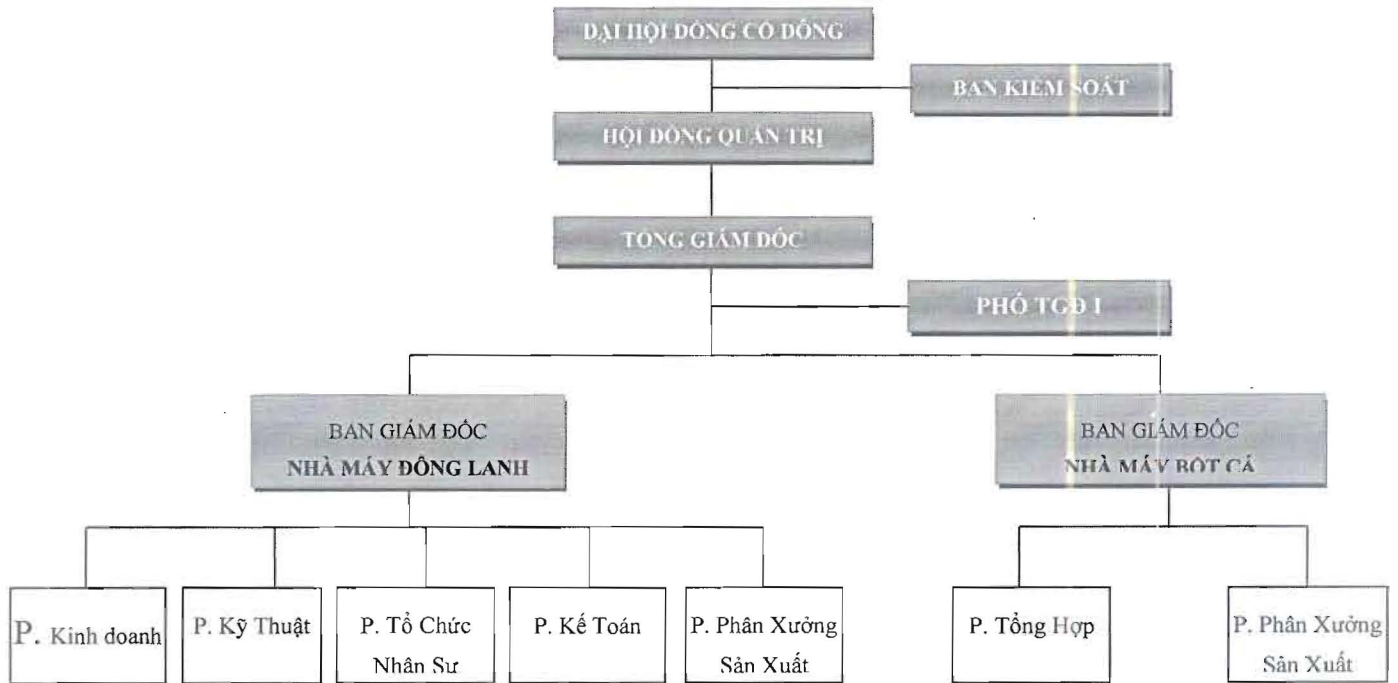 ĐẠI HỘI ĐỒNG CỔ ĐÔNG
BAN KIỂM SOÁT
HỘI ĐỒNG QUẢN TRỊ
TỔNG GIÁM ĐỐC
PHÓ TGĐ I
BAN GIÁM ĐỐC
NHÀ MÁY ĐÔNG LẠNH
BAN GIÁM ĐỐC
NHÀ MÁY BỘT CÁ
P. Kinh doanh
P. Kỹ Thuật
P. Tổ Chức
Nhân Sự
P. Kế Toán
P. Phân Xưởng
Sản Xuất
P. Tổng Hợp
P. Phân Xưởng
Sản Xuất